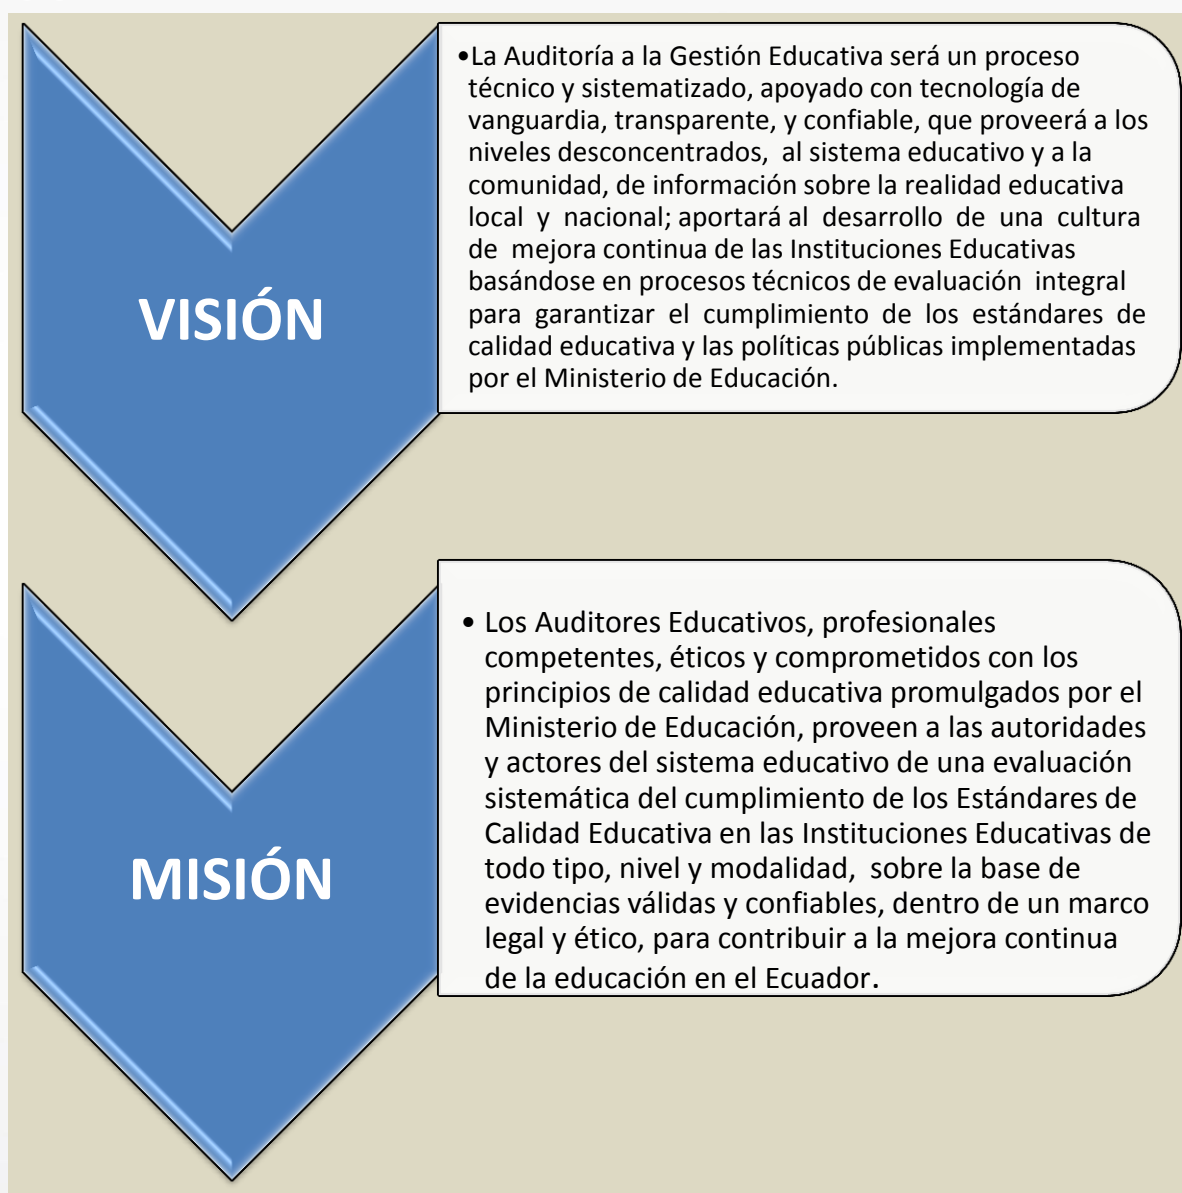 VISIÓN
•La Auditoría a la Gestión Educativa será un proceso
técnico y sistematizado, apoyado con tecnología de
vanguardia, transparente, y confiable, que proveerá a los
niveles desconcentrados, al sistema educativo y a la
comunidad, de información sobre la realidad educativa
local y nacional; aportará al desarrollo de una cultura
de mejora continua de las Instituciones Educativas
basándose en procesos técnicos de evaluación integral
para garantizar el cumplimiento de los estándares de
calidad educativa y las políticas públicas implementadas
por el Ministerio de Educación.
MISIÓN
• Los Auditores Educativos, profesionales
competentes, éticos y comprometidos con los
principios de calidad educativa promulgados por el
Ministerio de Educación, proveen a las autoridades
y actores del sistema educativo de una evaluación
sistemática del cumplimiento de los Estándares de
Calidad Educativa en las Instituciones Educativas de
todo tipo, nivel y modalidad, sobre la base de
evidencias válidas y confiables, dentro de un marco
legal y ético, para contribuir a la mejora continua
de la educación en el Ecuador.